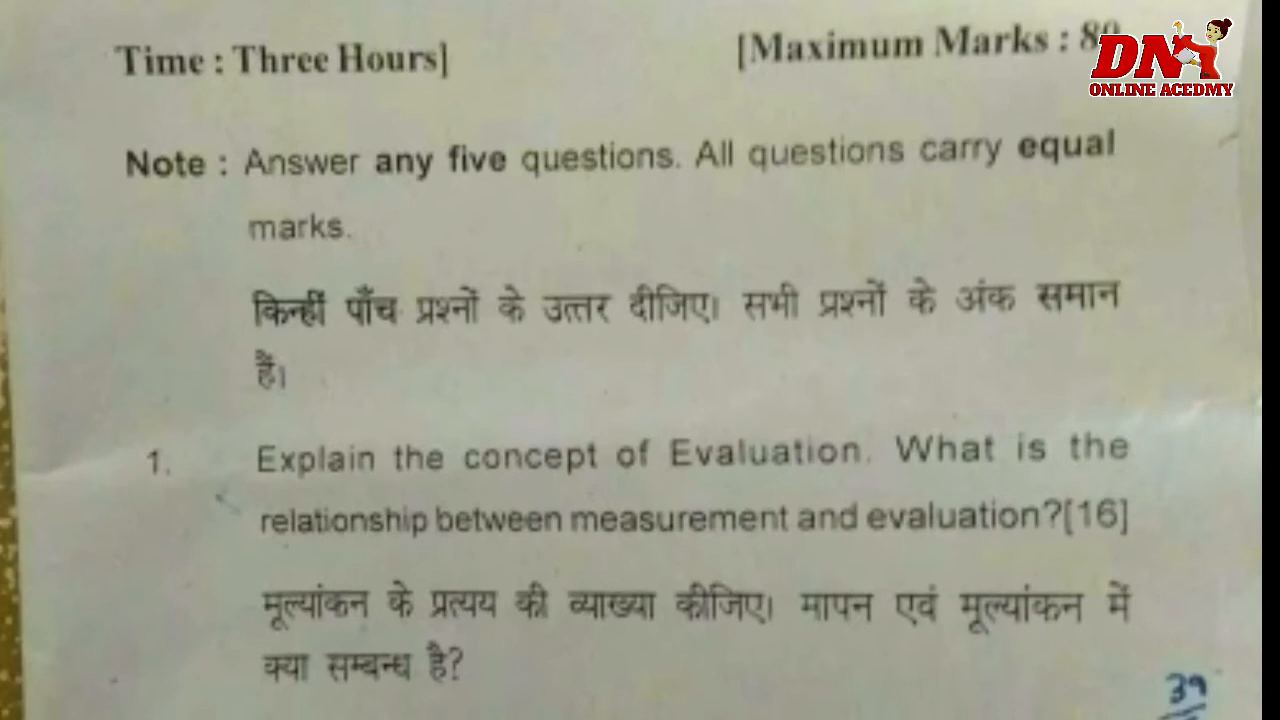 Time : Three Hours]
[Maximum Marks : 80
DN
ONLINE ACEDMY
Note : Answer any five questions. All questions carry equal
marks.
किन्हीं पाँच प्रश्नों के उत्तर दीजिए। सभी प्रश्नों के अंक समान
हैं।
1. Explain the concept of Evaluation. What is the
relationship between measurement and evaluation?[16]
मूल्यांकन के प्रत्यय की व्याख्या कीजिए। मापन एवं मूल्यांकन में
क्या सम्बन्ध है?